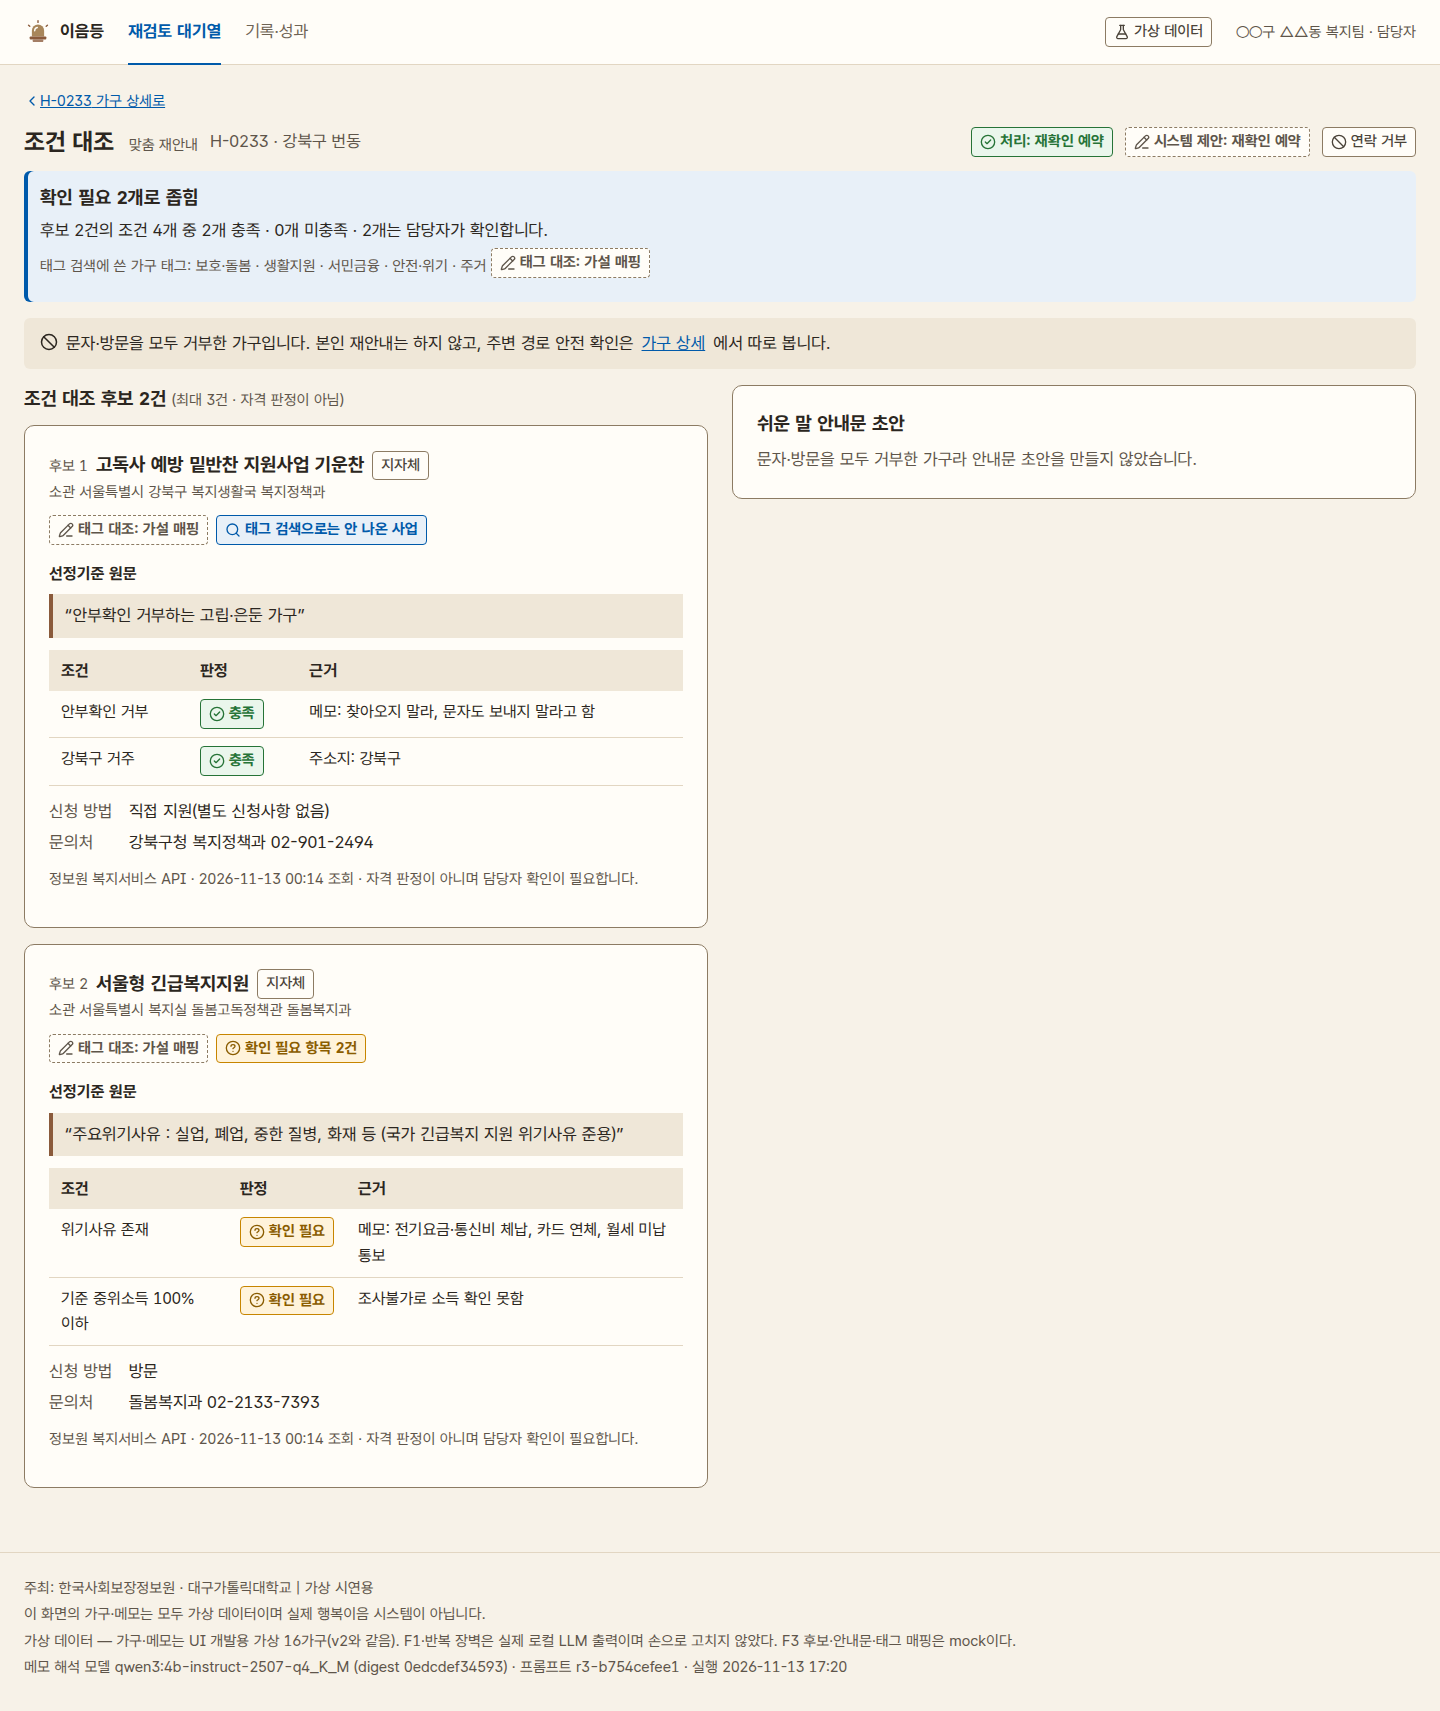 이음등 재검토 대기열 기록·성과 가상 데이터 ○○구 △△동 복지팀 · 담당자
H-0233 가구 상세로
조건 대조 맞춤 재안내 H-0233 · 강북구 번동 처리: 재확인 예약 시스템 제안: 재확인 예약 연락 거부
확인 필요 2개로 좁힘
후보 2건의 조건 4개 중 2개 충족 · 0개 미충족 · 2개는 담당자가 확인합니다.
태그 검색에 쓴 가구 태그: 보호·돌봄 · 생활지원 · 서민금융 · 안전·위기 · 주거 태그 대조: 가설 매핑
문자·방문을 모두 거부한 가구입니다. 본인 재안내는 하지 않고, 주변 경로 안전 확인은 가구 상세 에서 따로 봅니다.
조건 대조 후보 2건 (최대 3건 · 자격 판정이 아님)
후보 1 고독사 예방 밑반찬 지원사업 기운찬 지자체
소관 서울특별시 강북구 복지생활국 복지정책과
태그 대조: 가설 매핑 태그 검색으로는 안 나온 사업
선정기준 원문
“안부확인 거부하는 고립·은둔 가구”
조건 판정 근거
안부확인 거부 충족 메모: 찾아오지 말라, 문자도 보내지 말라고 함
강북구 거주 충족 주소지: 강북구
신청 방법 직접 지원(별도 신청사항 없음)
문의처 강북구청 복지정책과 02-901-2494
정보원 복지서비스 API · 2026-11-13 00:14 조회 · 자격 판정이 아니며 담당자 확인이 필요합니다.
후보 2 서울형 긴급복지지원 지자체
소관 서울특별시 복지실 돌봄고독정책관 돌봄복지과
태그 대조: 가설 매핑 확인 필요 항목 2건
선정기준 원문
“주요위기사유 : 실업, 폐업, 중한 질병, 화재 등 (국가 긴급복지 지원 위기사유 준용)”
조건 판정 근거
위기사유 존재 확인 필요 메모: 전기요금·통신비 체납, 카드 연체, 월세 미납
통보
기준 중위소득 100% 확인 필요 조사불가로 소득 확인 못함
이하
신청 방법 방문
문의처 돌봄복지과 02-2133-7393
정보원 복지서비스 API · 2026-11-13 00:14 조회 · 자격 판정이 아니며 담당자 확인이 필요합니다.
쉬운 말 안내문 초안
문자·방문을 모두 거부한 가구라 안내문 초안을 만들지 않았습니다.
주최: 한국사회보장정보원 · 대구가톨릭대학교 | 가상 시연용
이 화면의 가구·메모는 모두 가상 데이터이며 실제 행복이음 시스템이 아닙니다.
가상 데이터 — 가구·메모는 UI 개발용 가상 16가구(v2와 같음). F1·반복 장벽은 실제 로컬 LLM 출력이며 손으로 고치지 않았다. F3 후보·안내문·태그 매핑은 mock이다.
메모 해석 모델 qwen3:4b-instruct-2507-q4_K_M (digest 0edcdef34593) · 프롬프트 r3-b754cefee1 · 실행 2026-11-13 17:20